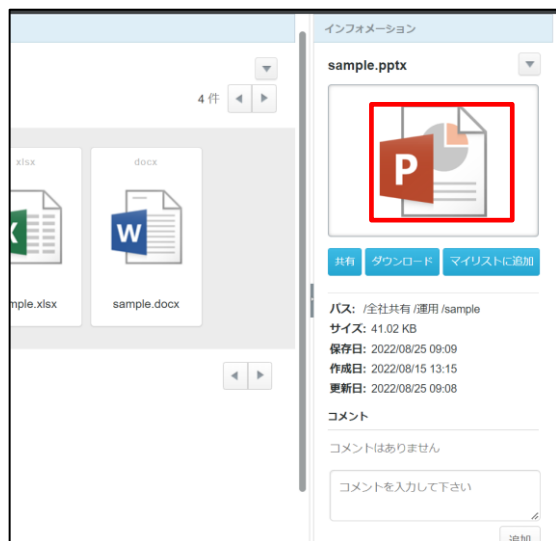 インフォメーション
sample.pptx
4 件
xlsx
docx
W
P
sample.docx
共有
ダウンロード
マイリストに追加
パス: /全社共有 /運用 /sample
サイズ: 41.02 KB
保存日: 2022/08/25 09:09
作成日: 2022/08/15 13:15
更新日: 2022/08/25 09:08
コメント
コメントはありません
コメントを入力して下さい
追加